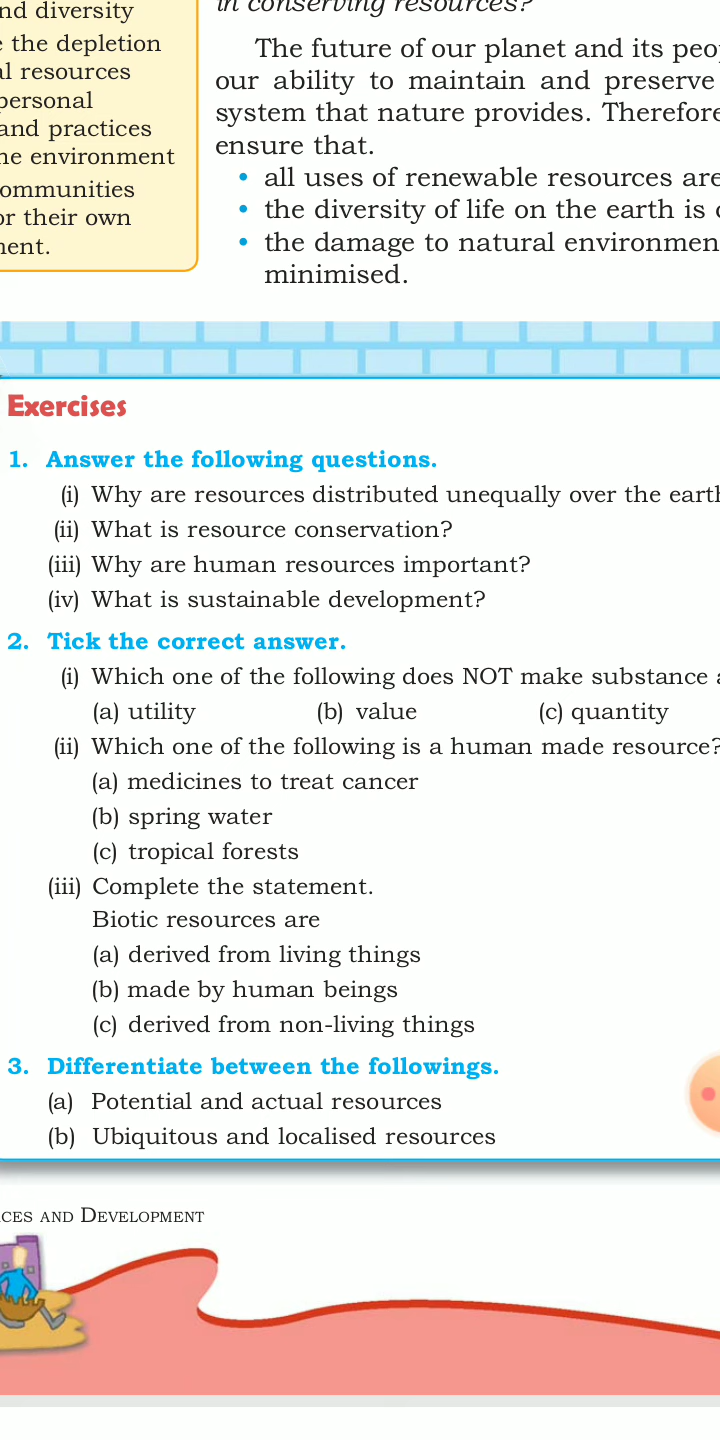 nd diversity
the depletion
resources
personal
and practices
environment
ommunities
or their own
ment.
in conserving resources?
The future of our planet and its
our ability to maintain and preserve
system that nature provides. Therefore
ensure that.
• all uses of renewable resources are
• the diversity of life on the earth is
• the damage to natural
minimised.
Exercises
1. Answer the following questions.
(i) Why are resources distributed unequally over the earth
(ii) What is resource conservation?
(iii) Why are human resources important?
(iv) What is sustainable development?
2. Tick the correct answer.
(i) Which one of the following does NOT make substance
(a) utility (b) value (c) quantity
(ii) Which one of the following is a human made resource?
(a) medicines to treat cancer
(b) spring water
(c) tropical forests
(iii) Complete the statement.
Biotic resources are
(a) derived from living things
(b) made by human beings
(c) derived from non-living things
3. Differentiate between the followings.
(a) Potential and actual resources
(b) Ubiquitous and localised resources
CES AND DEVELOPMENT